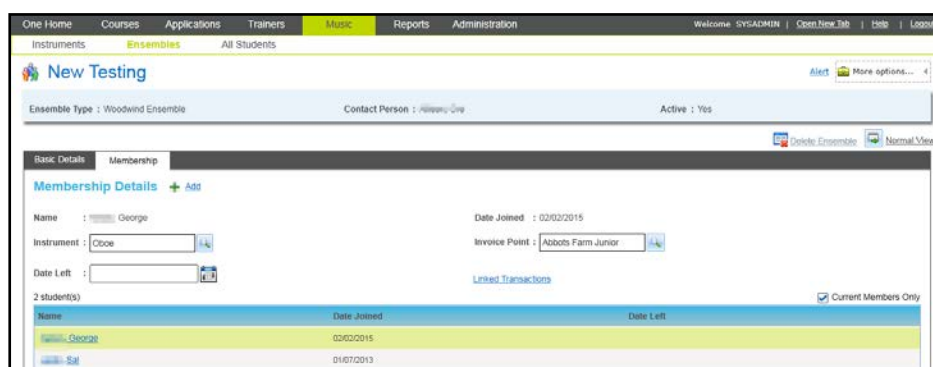 One Home Courses Applications Trainers Music Reports Administration Welcome SYSADMIN | Open New Tab | Help | Logout
Instruments Ensembles All Students
New Testing Alert More options...
Ensemble Type : Woodwind Ensemble Contact Person : Active : Yes
Delete Ensemble Normal View
Basic Details Membership
Membership Details Add
Name : George Date Joined : 02/02/2015
Instrument : Oboe Invoice Point : Abbots Farm Junior
Date Left : Linked Transactions
2 student(s) Current Members Only
Name Date Joined Date Left
George 02/02/2015
Sal 01/07/2013